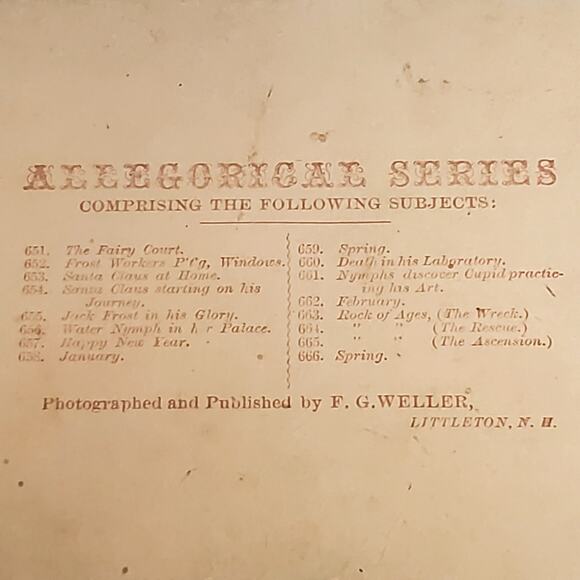 ALLEGORICAL SERIES
COMPRISING THE FOLLOWING SUBJECTS:
651. The Fairy Court.
652. Frost Workers P't'g, Windows.
653. Santa Claus at Home.
654. Santa Claus starting on his
Journey.
655. Jack Frost in his Glory.
656. Water Nymph in h r Palace.
657. Happy New Year.
658. January.
659. Spring.
660. Death in his Labgratory.
661. Nymphs discover Cupid practic-
ing his Art.
662. February.
663. Rock of Ages, (The Wreck.)
664. " " (The Rescue.)
665. " " (The Ascension.)
666. Spring.
Photographed and Published by F. G. WELLER,
LITTLETON, N. H.